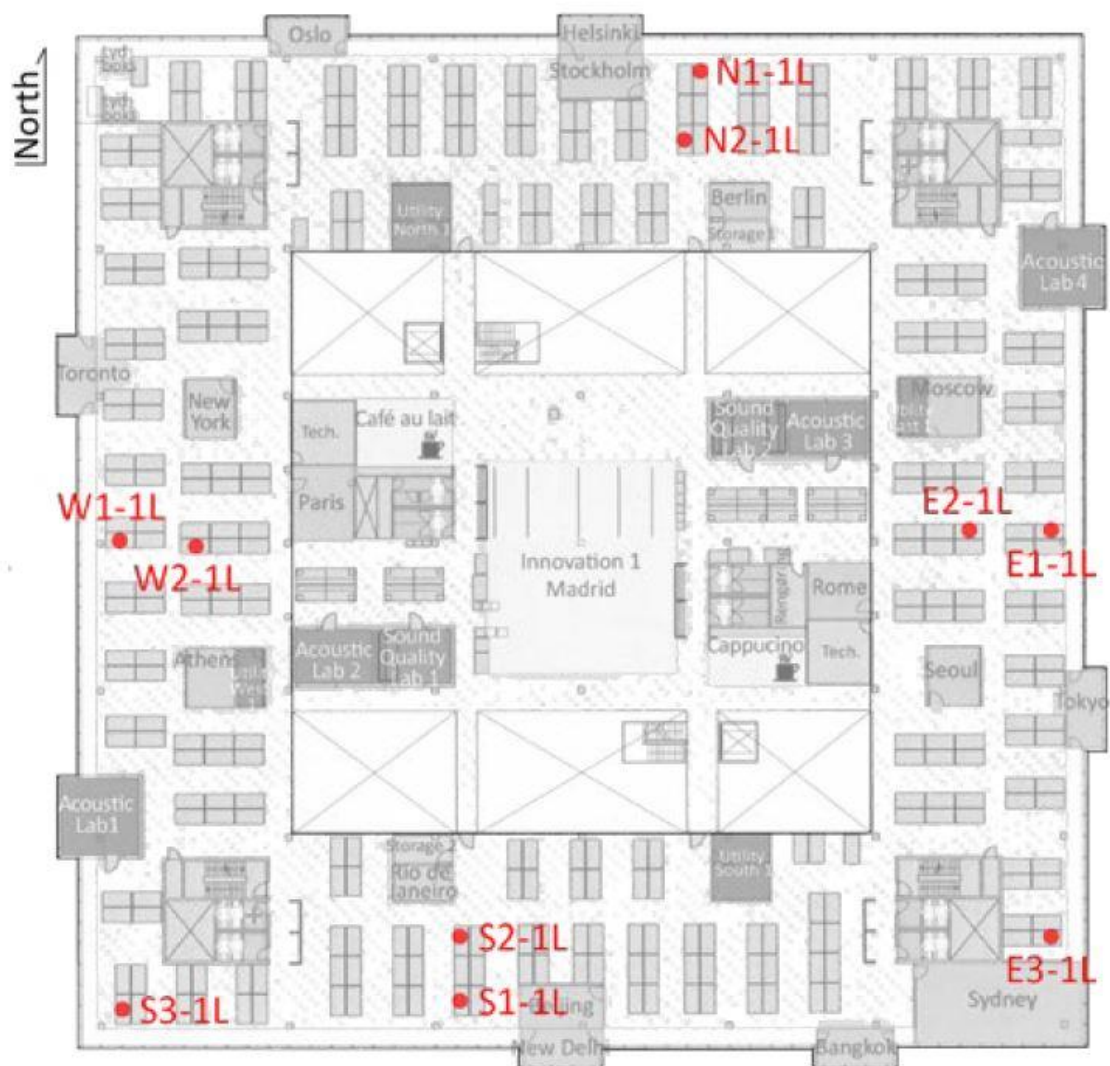 North
Oslo
Helsinki
Stockholm
N1-1L
N2-1L
Utility
North 1
Berlin
Storage 1
Acoustic
Lab 4
Toronto
New
York
Tech.
Café au lait
Sound
Quality
Lab 2
Acoustic
Lab 3
Moscow
Paris
W1-1L
W2-1L
Innovation 1
Madrid
E2-1L
E1-1L
Rengøring
Rome
Cappucino
Tech.
Acoustic
Lab 2
Sound
Quality
Lab 1
Athens
Seoul
Tokyo
Acoustic
Lab1
Storage 2
Rio de
Janeiro
Utility
South 1
S2-1L
S1-1L
S3-1L
E3-1L
Sydney
Bangkok